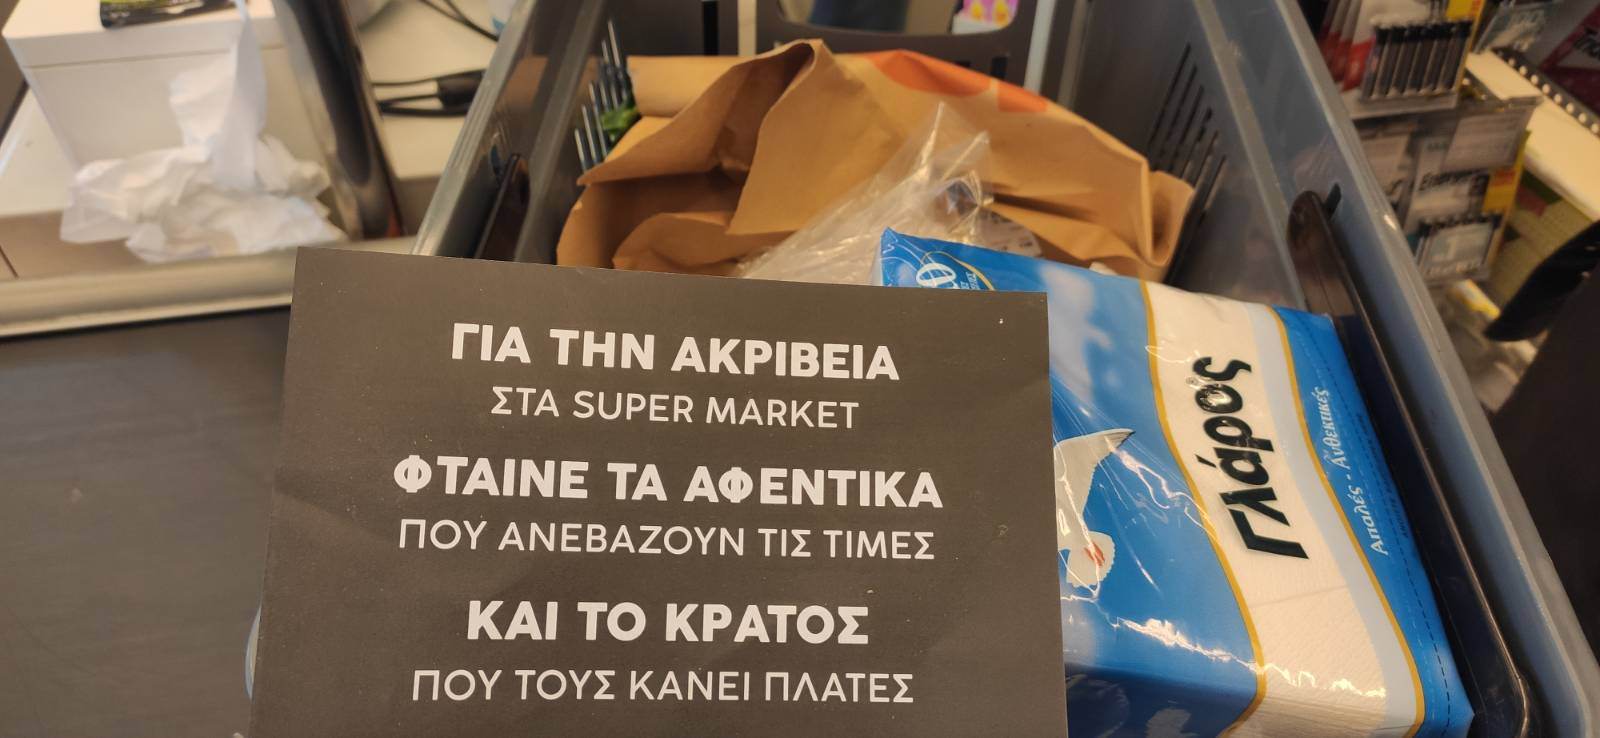 ΓΙΑ ΤΗΝ ΑΚΡΙΒΕΙΑ
ΣΤΑ SUPER MARKET
ΦΤΑΙΝΕ ΤΑ ΑΦΕΝΤΙΚΑ
ΠΟΥ ΑΝΕΒΑΖΟΥΝ ΤΙΣ ΤΙΜΕΣ
ΚΑΙ ΤΟ ΚΡΑΤΟΣ
ΠΟΥ ΤΟΥΣ ΚΑΝΕΙ ΠΛΑΤΕΣ
Γλάρος
Απαλές - Ανθεκτικές